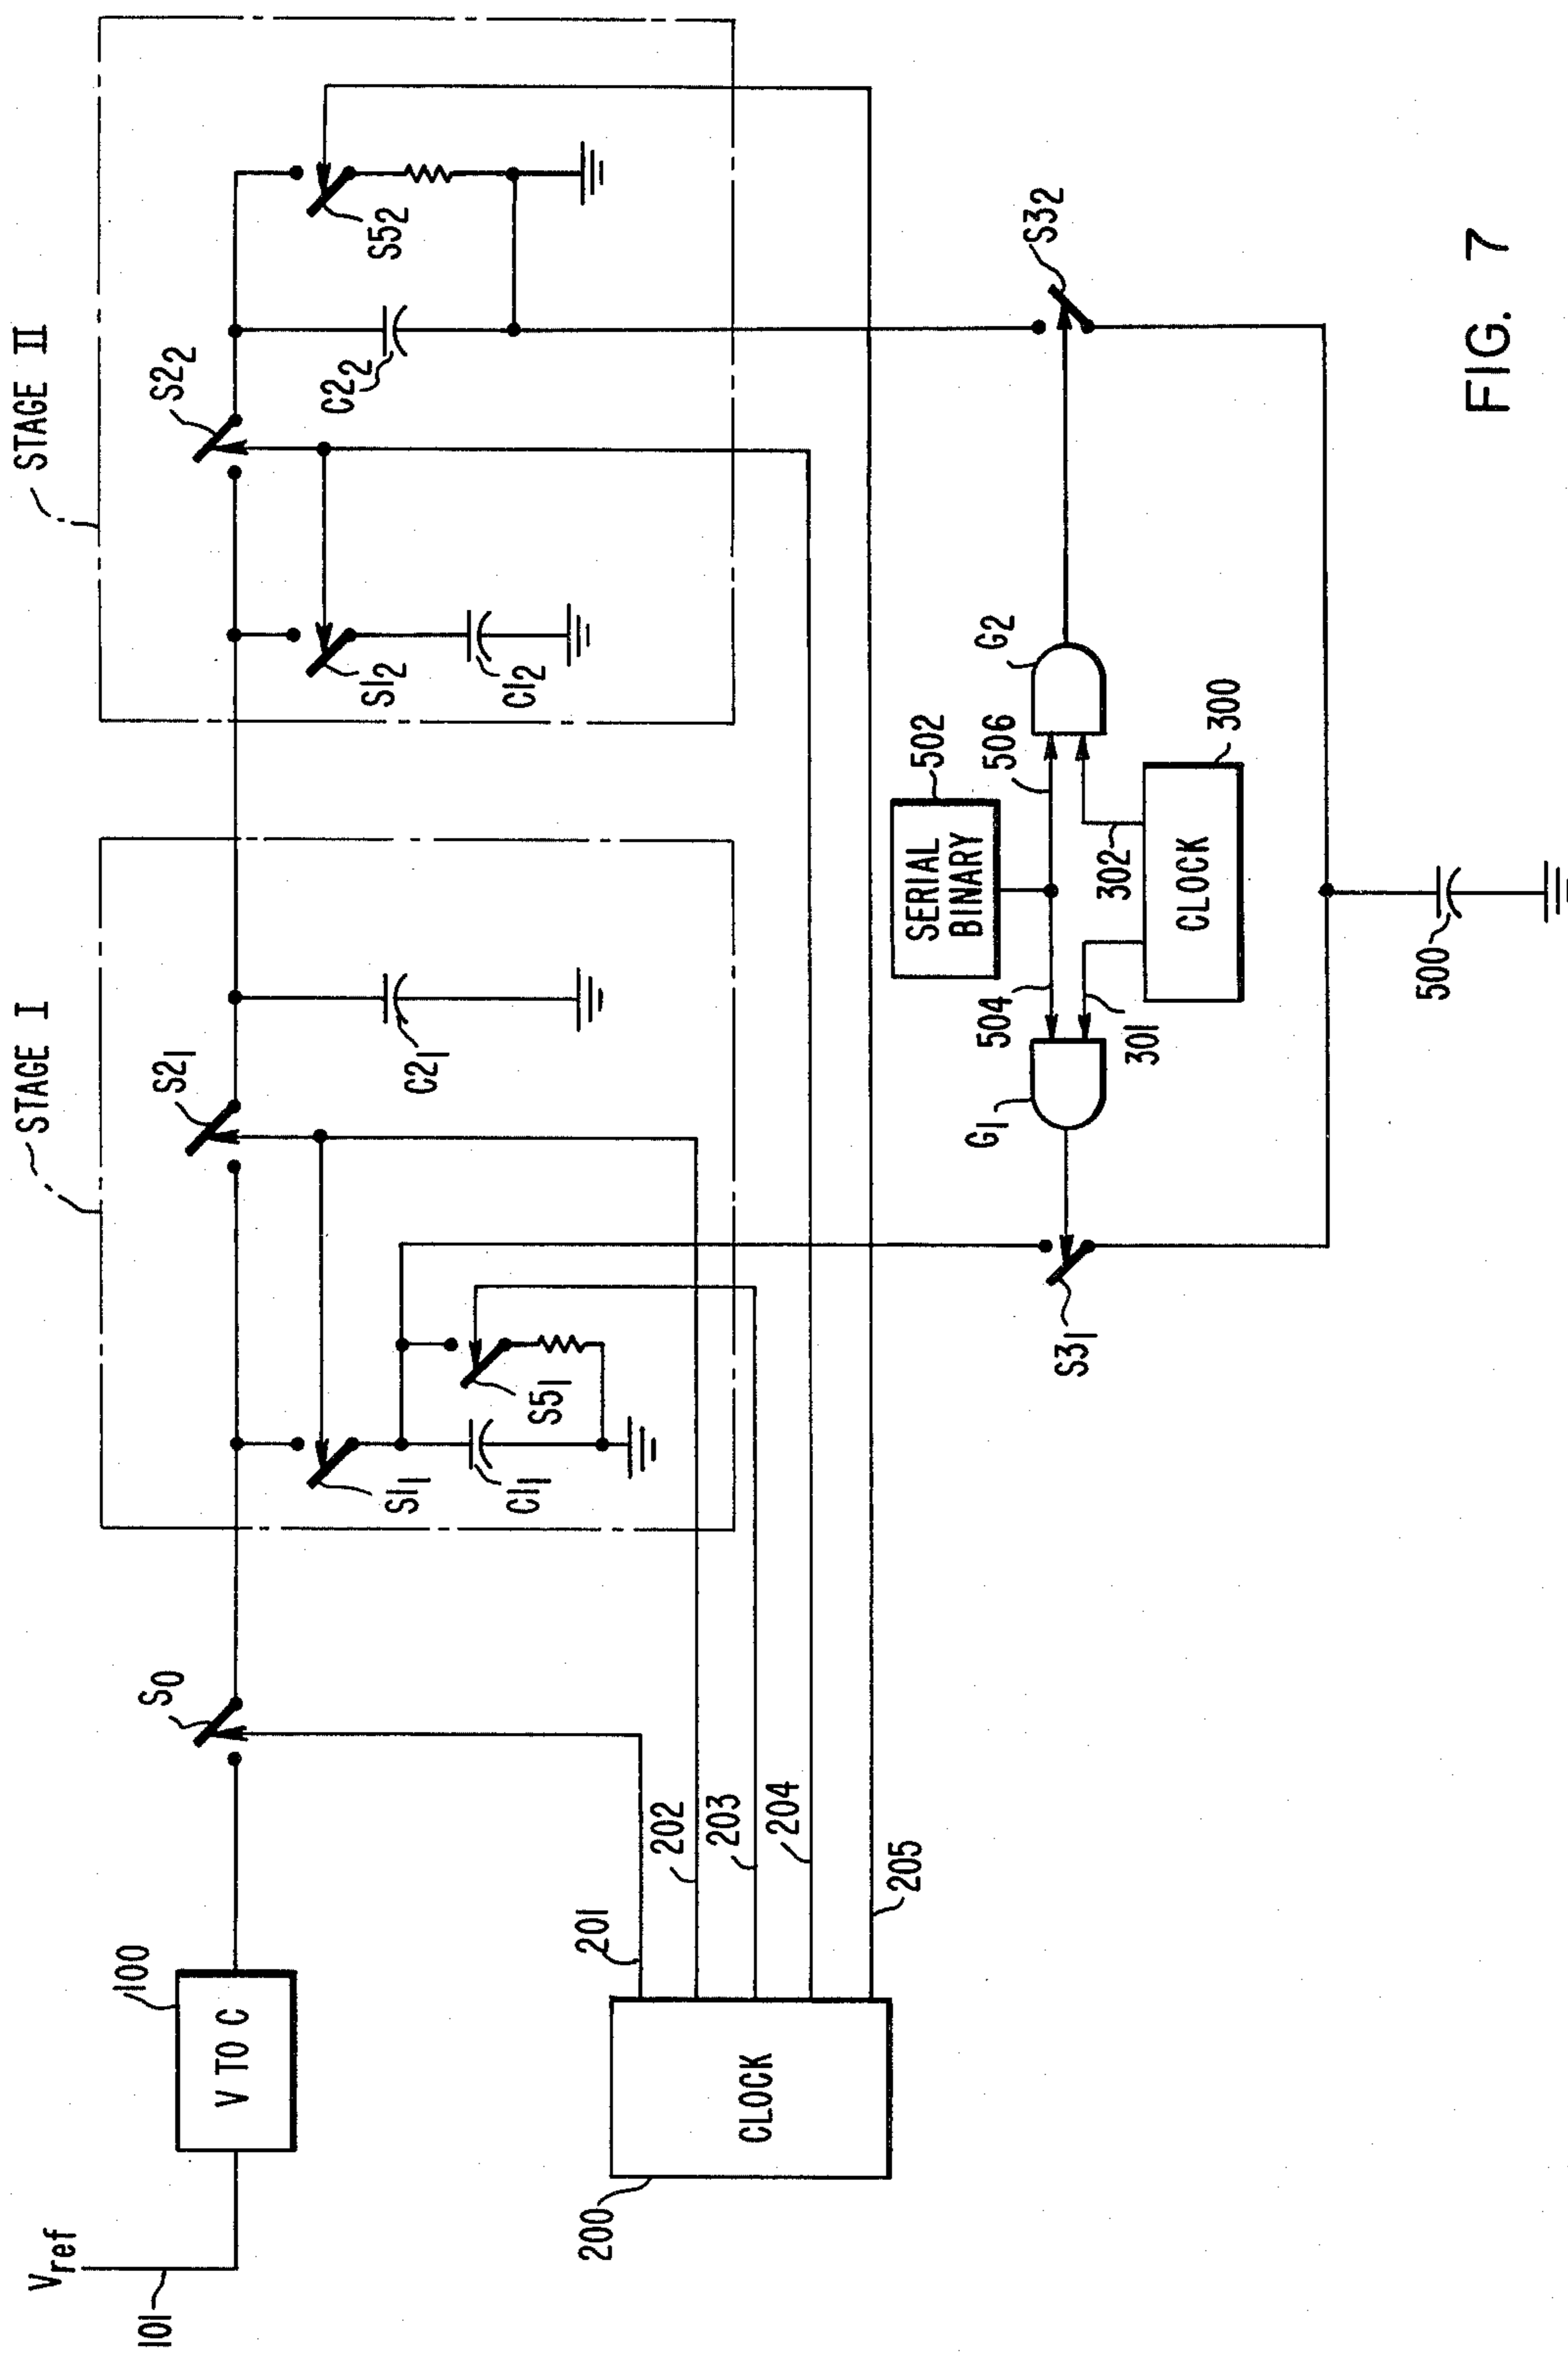 STAGE I
STAGE II
Vref
101
100
V TO C
S0
S11
C11
S51
S21
C21
S12
C12
S22
C22
S52
200
CLOCK
201
202
203
204
205
S31
G1
504
301
SERIAL
BINARY
502
506
302
CLOCK
300
G2
S32
500
FIG. 7